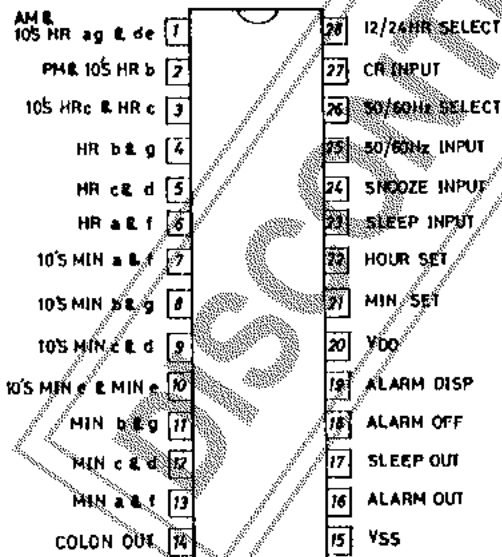 AM &
10'S HR ag & de 1
PM & 10'S HR b 2
10'S HRc & HR c 3
HR b & g 4
HR c & d 5
HR a & f 6
10'S MIN a & f 7
10'S MIN b & g 8
10'S MIN c & d 9
10'S MIN e & MIN e 10
MIN b & g 11
MIN c & d 12
MIN a & f 13
COLON OUT 14
28 12/24HR SELECT
27 CR INPUT
26 50/60Hz SELECT
25 50/60Hz INPUT
24 SNOOZE INPUT
23 SLEEP INPUT
22 HOUR SET
21 MIN SET
20 VDD
19 ALARM DISP
18 ALARM OFF
17 SLEEP OUT
16 ALARM OUT
15 VSS